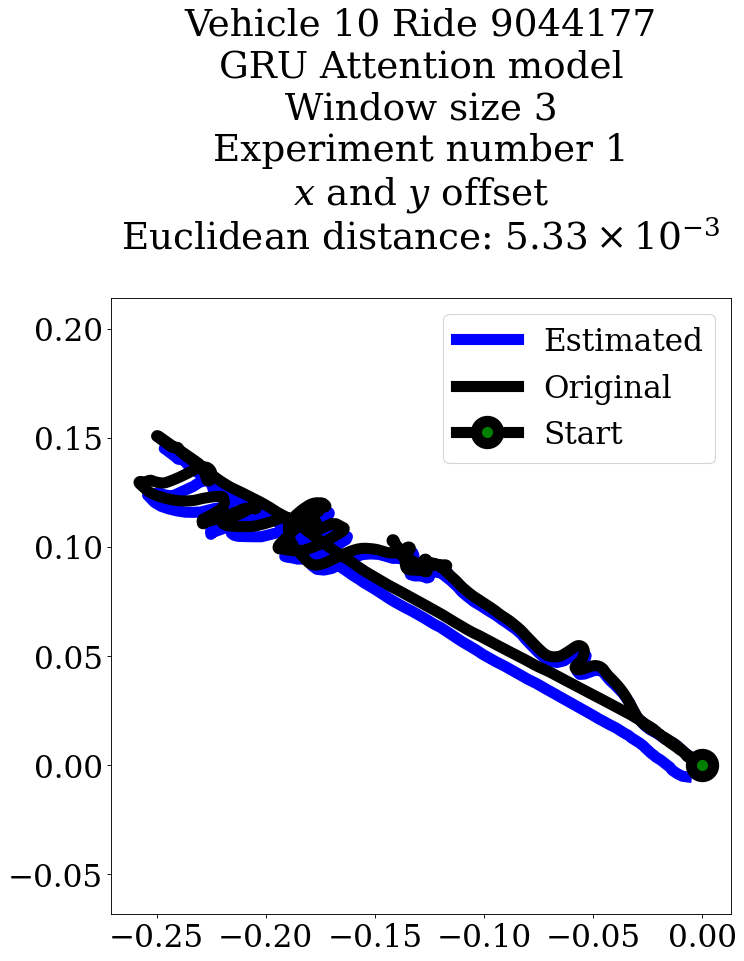 Vehicle 10 Ride 9044177
GRU Attention model
Window size 3
Experiment number 1
x and y offset
Euclidean distance: 5.33 × 10⁻³
Estimated
Original
Start
0.20
0.15
0.10
0.05
0.00
−0.05
−0.25 −0.20 −0.15 −0.10 −0.05 0.00